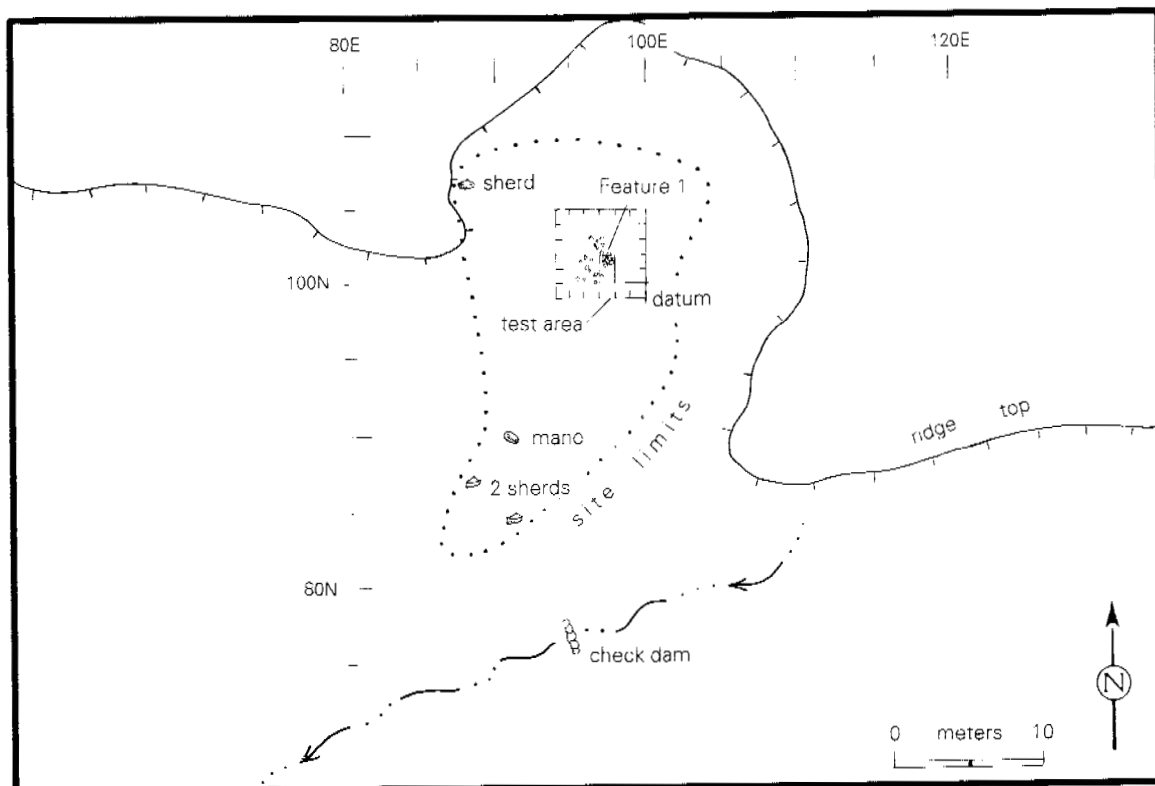 80E 100E 120E
sherd
Feature 1
100N
datum
test area
ridge top
mano
site limits
2 sherds
80N
check dam
N
0 meters 10